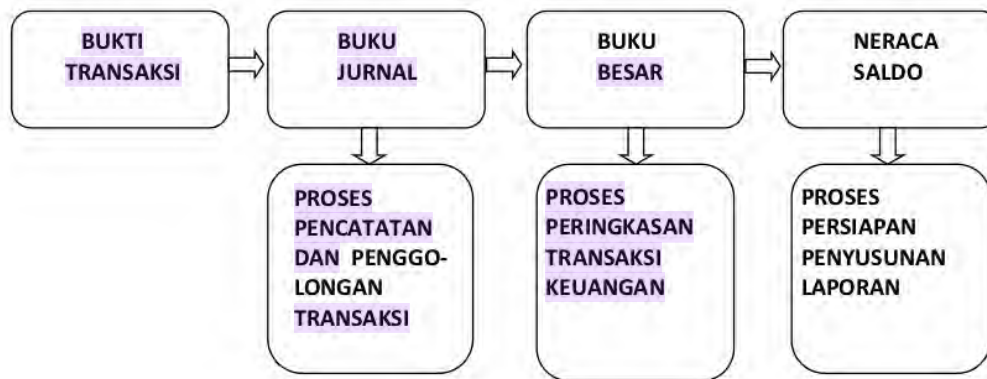 BUKTI
TRANSAKSI
BUKU
JURNAL
BUKU
BESAR
NERACA
SALDO
PROSES
PENCATATAN
DAN PENGGO-
LONGAN
TRANSAKSI
PROSES
PERINGKASAN
TRANSAKSI
KEUANGAN
PROSES
PERSIAPAN
PENYUSUNAN
LAPORAN